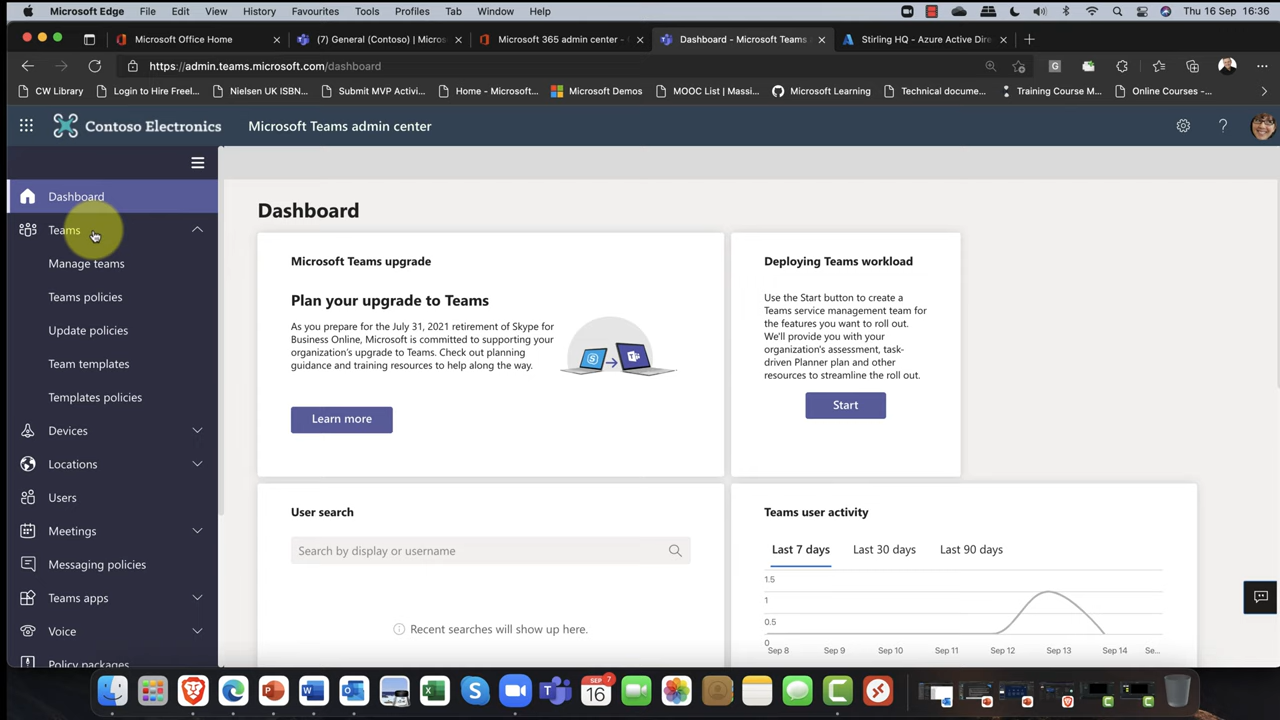 Microsoft Edge File Edit View History Favourites Tools Profiles Tab Window Help Thu 16 Sep 16:36
Microsoft Office Home
(7) General (Contoso) | Micros
Microsoft 365 admin center -
Dashboard - Microsoft Teams
Stirling HQ - Azure Active Dire
https://admin.teams.microsoft.com/dashboard
CW Library
Login to Hire Freel...
Nielsen UK ISBN...
Submit MVP Activi...
Home - Microsoft...
Microsoft Demos
MOOC List | Massi...
Microsoft Learning
Technical docume...
Training Course M...
Online Courses -...
Contoso Electronics
Microsoft Teams admin center
Dashboard
Teams
Manage teams
Teams policies
Update policies
Team templates
Templates policies
Devices
Locations
Users
Meetings
Messaging policies
Teams apps
Voice
Policy packages
Dashboard
Microsoft Teams upgrade
Plan your upgrade to Teams
As you prepare for the July 31, 2021 retirement of Skype for
Business Online, Microsoft is committed to supporting your
organization's upgrade to Teams. Check out planning
guidance and training resources to help along the way.
Learn more
Deploying Teams workload
Use the Start button to create a
Teams service management team for
the features you want to roll out.
We'll provide you with your
organization's assessment, task-
driven Planner plan and other
resources to streamline the roll out.
Start
User search
Search by display or username
Recent searches will show up here.
Teams user activity
Last 7 days
Last 30 days
Last 90 days
1.5
1
0.5
0
Sep 8
Sep 9
Sep 10
Sep 11
Sep 12
Sep 13
Sep 14
Se...
SEP
16
7